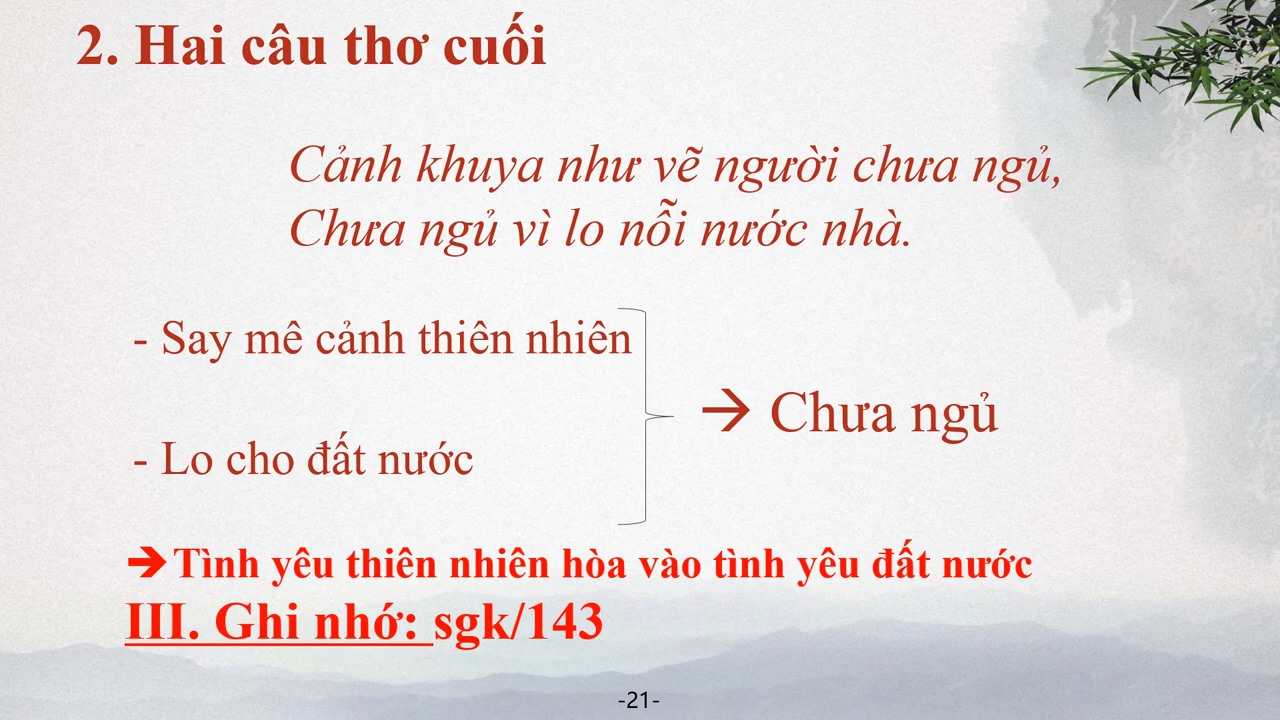 2. Hai câu thơ cuối
Cảnh khuya như vẽ người chưa ngủ,
Chưa ngủ vì lo nỗi nước nhà.
- Say mê cảnh thiên nhiên
→ Chưa ngủ
- Lo cho đất nước
➔Tình yêu thiên nhiên hòa vào tình yêu đất nước
III. Ghi nhớ: sgk/143
-21-